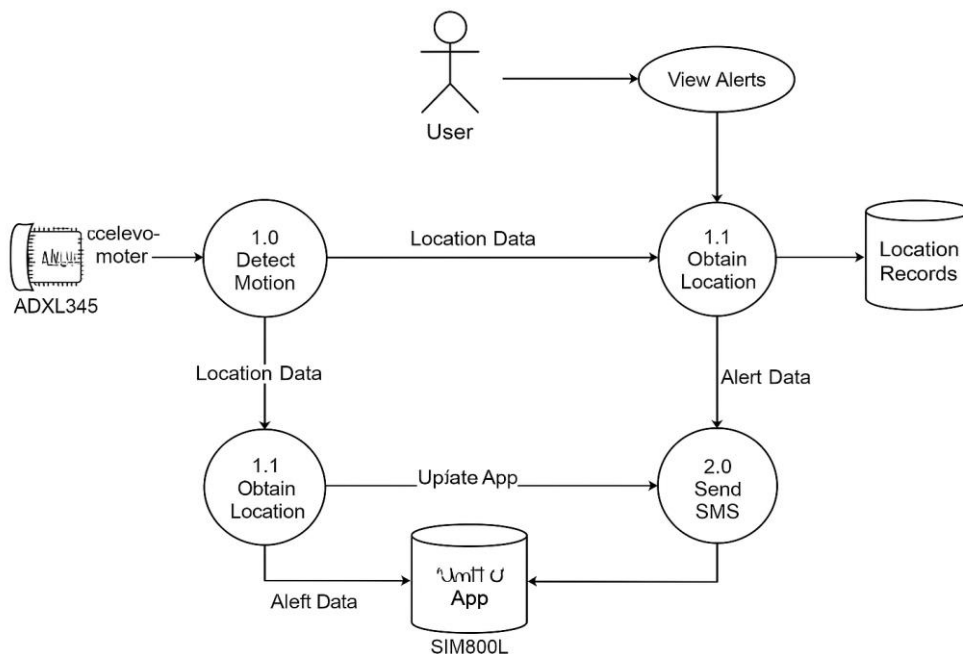 View Alerts
User
ccelevo-
moter
ADXL345
1.0
Detect
Motion
Location Data
1.1
Obtain
Location
Location
Records
Location Data
Alert Data
1.1
Obtain
Location
Upíate App
2.0
Send
SMS
Aleft Data
App
SIM800L